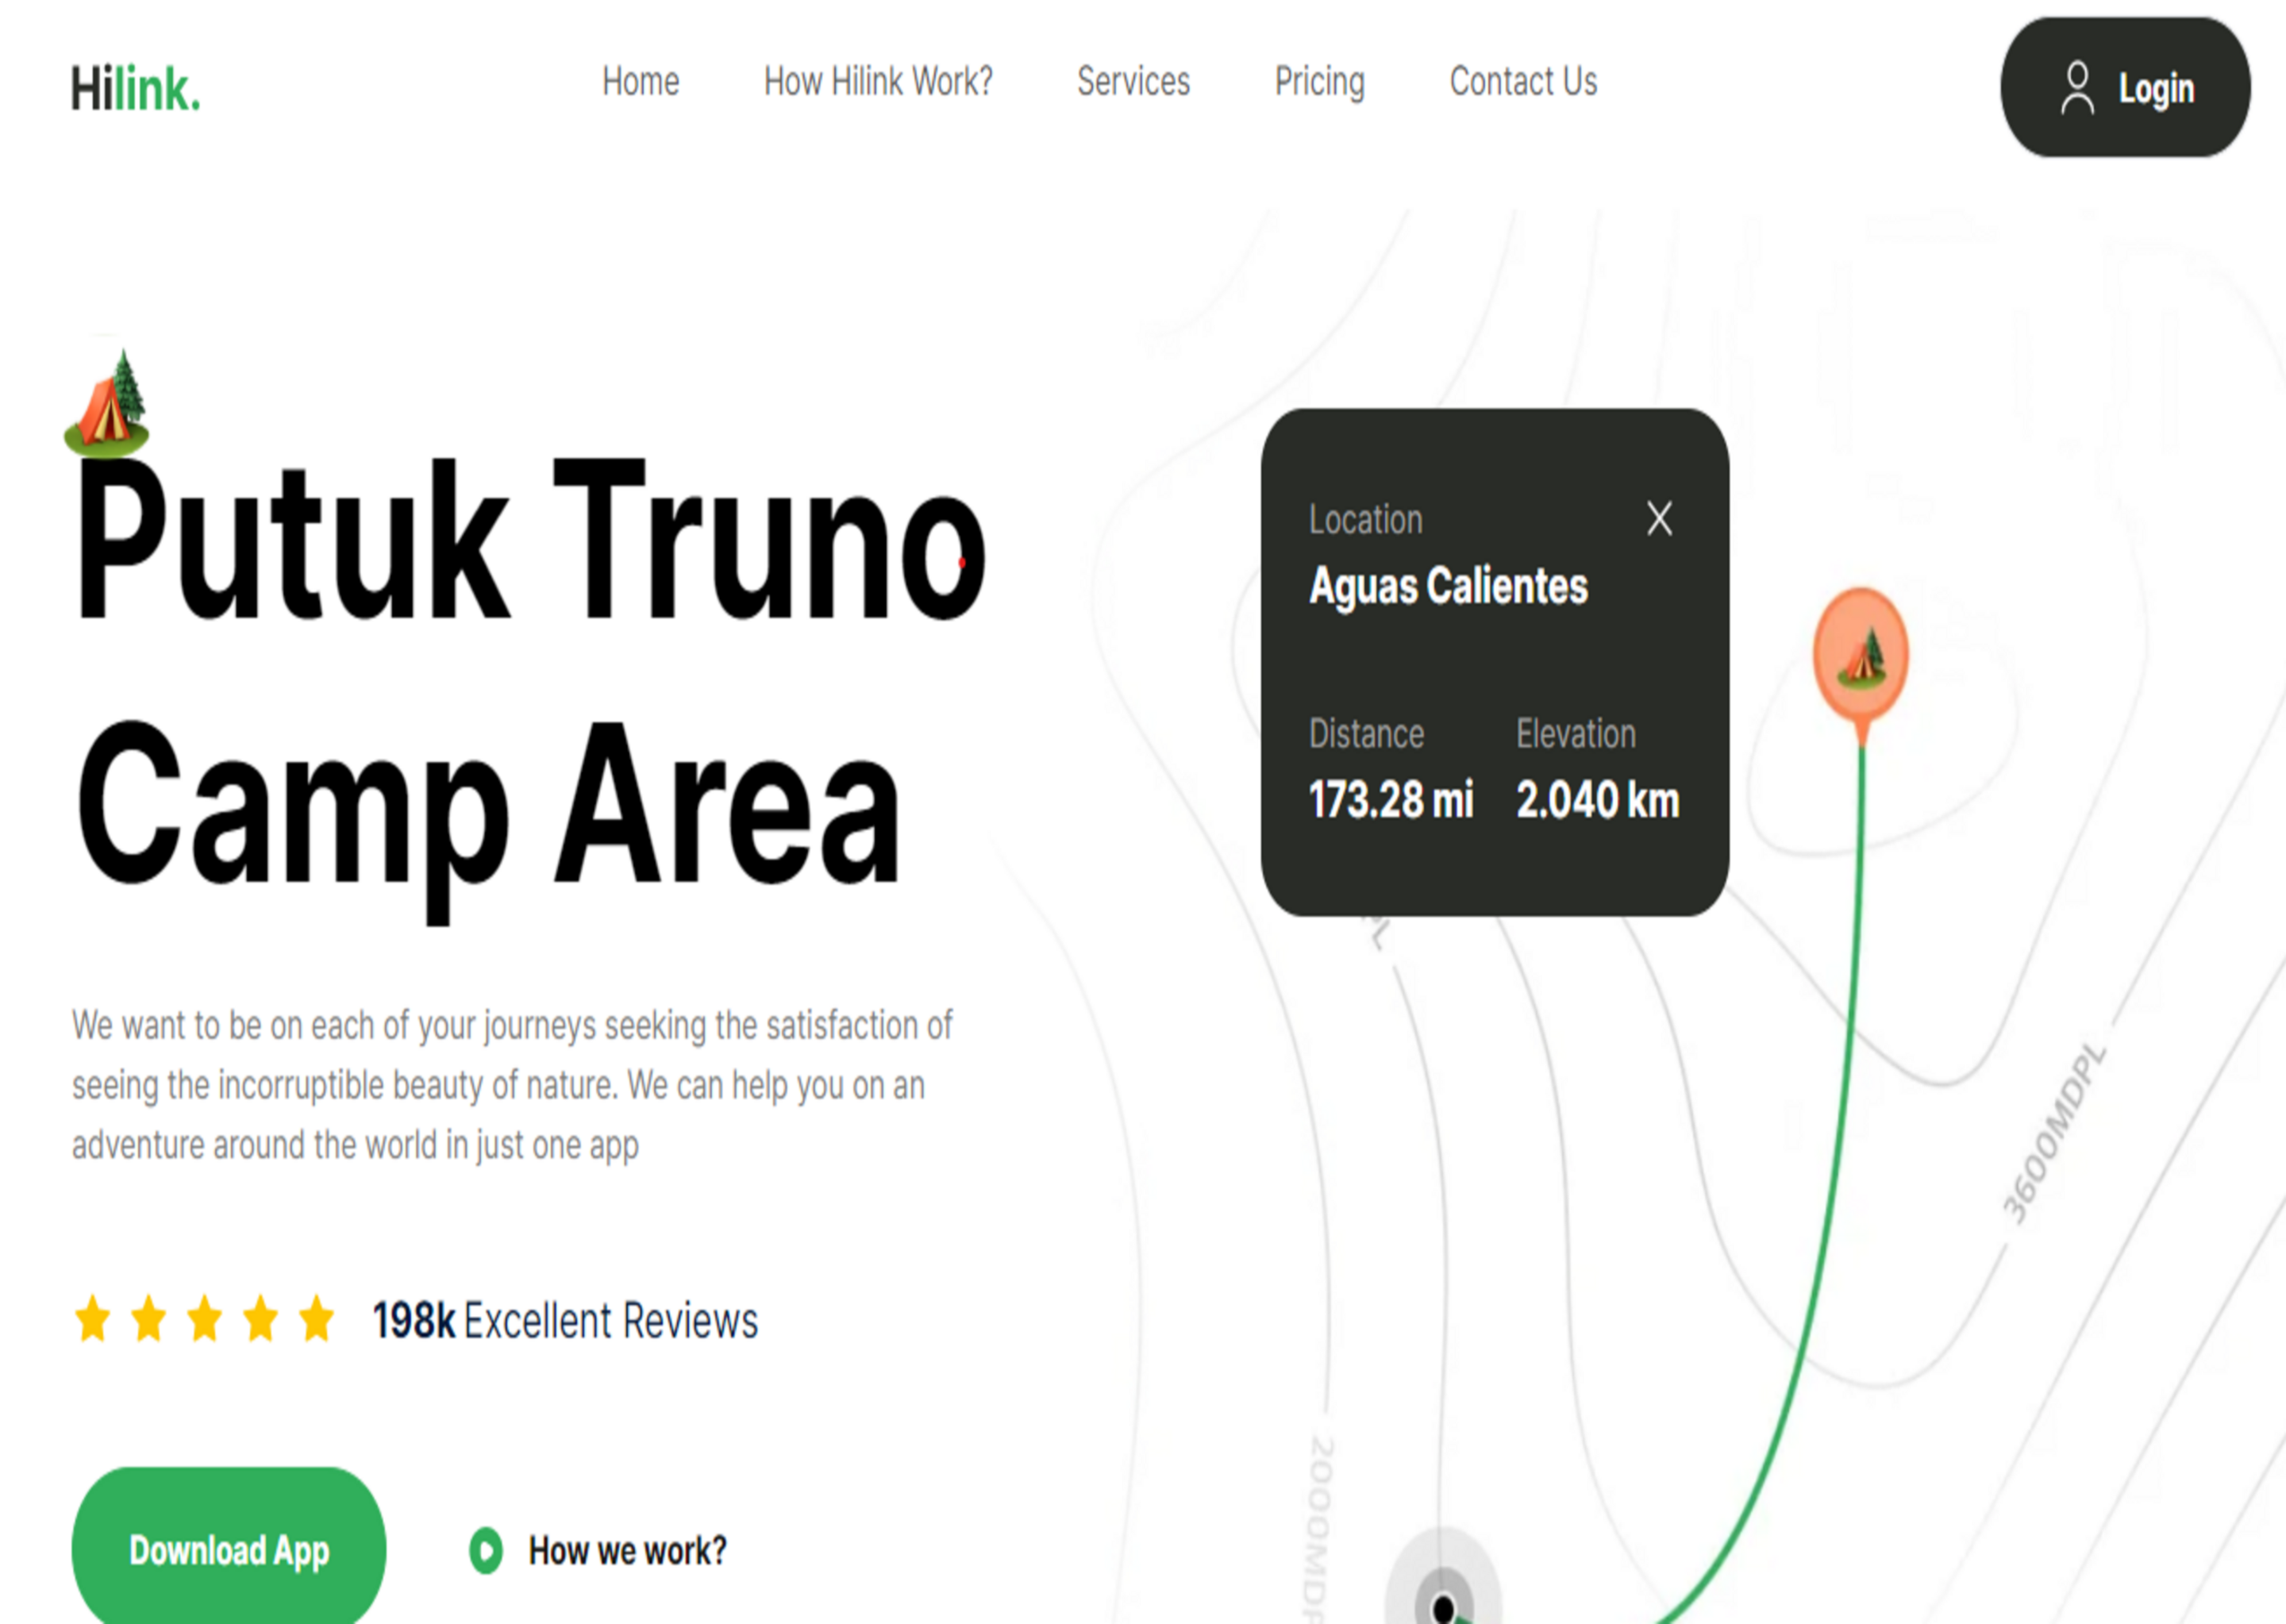 Hilink.
Home How Hilink Work? Services Pricing Contact Us
Login
Putuk Truno
Camp Area
We want to be on each of your journeys seeking the satisfaction of
seeing the incorruptible beauty of nature. We can help you on an
adventure around the world in just one app
198k Excellent Reviews
Download App
How we work?
Location
Aguas Calientes
Distance Elevation
173.28 mi 2.040 km
3600MDPL